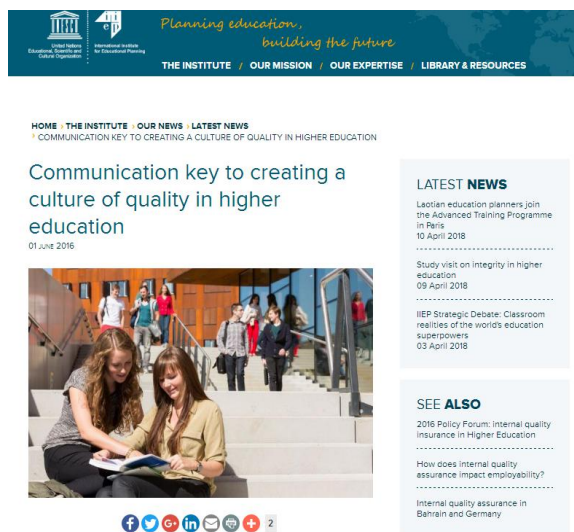 Planning education,
building the future
United Nations
Educational, Scientific and
Cultural Organization
iiep
International Institute
for Educational Planning
THE INSTITUTE / OUR MISSION / OUR EXPERTISE / LIBRARY & RESOURCES
HOME › THE INSTITUTE › OUR NEWS › LATEST NEWS
› COMMUNICATION KEY TO CREATING A CULTURE OF QUALITY IN HIGHER EDUCATION
Communication key to creating a
culture of quality in higher
education
01 JUNE 2016
LATEST NEWS
Laotian education planners join
the Advanced Training Programme
in Paris
10 April 2018
Study visit on integrity in higher
education
09 April 2018
IIEP Strategic Debate: Classroom
realities of the world's education
superpowers
03 April 2018
SEE ALSO
2016 Policy Forum: internal quality
insurance in Higher Education
How does internal quality
assurance impact employability?
Internal quality assurance in
Bahrain and Germany
2